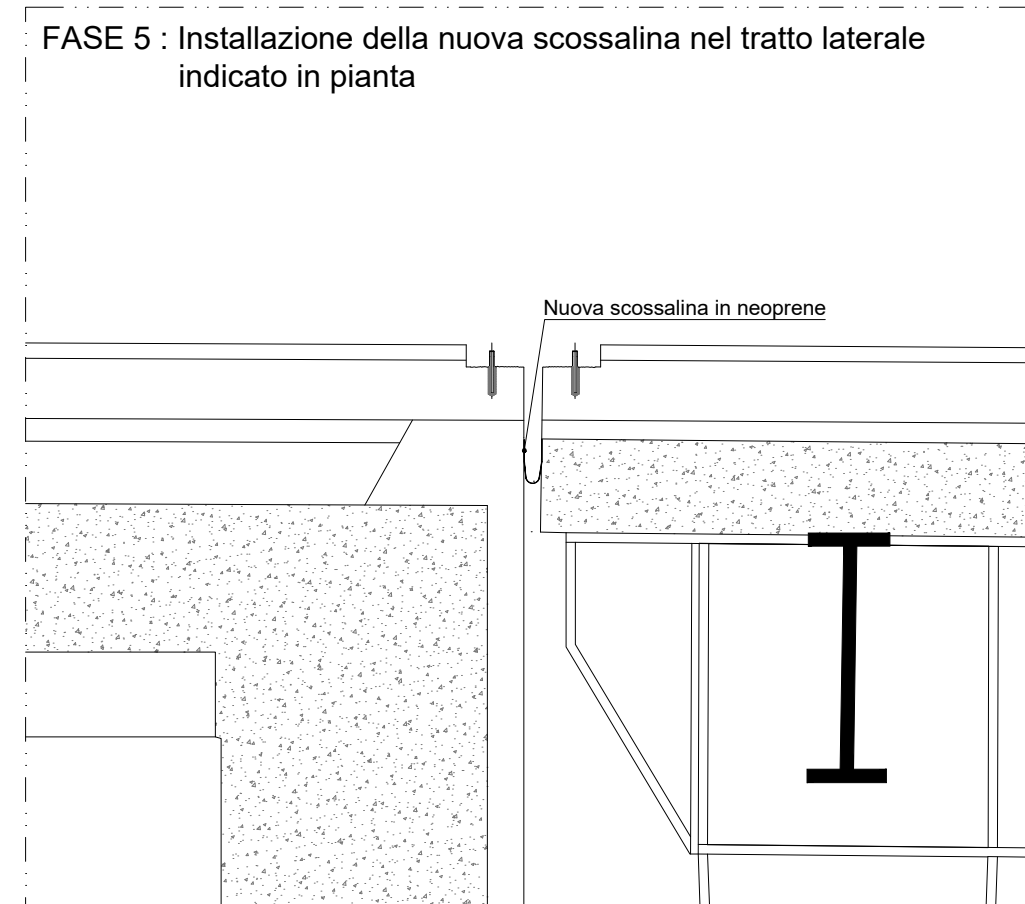 FASE 5 : Installazione della nuova scossalina nel tratto laterale
indicato in pianta
Nuova scossalina in neoprene